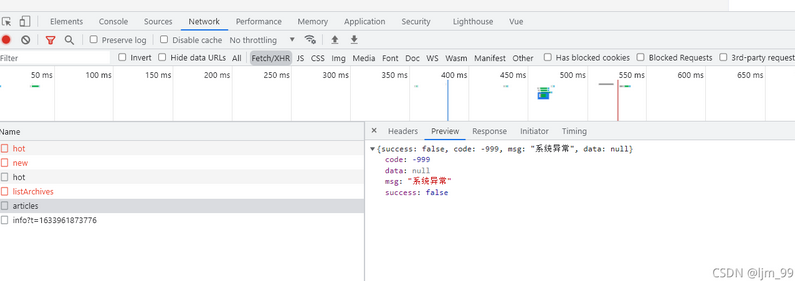 Elements Console Sources Network Performance Memory Application Security Lighthouse Vue
Preserve log Disable cache No throttling
Filter Invert Hide data URLs All Fetch/XHR JS CSS Img Media Font Doc WS Wasm Manifest Other Has blocked cookies Blocked Requests 3rd-party request
50 ms 100 ms 150 ms 200 ms 250 ms 300 ms 350 ms 400 ms 450 ms 500 ms 550 ms 600 ms 650 ms
Name
hot
new
hot
listArchives
articles
info?t=1633961873776
× Headers Preview Response Initiator Timing
{success: false, code: -999, msg: "系统异常", data: null}
code: -999
data: null
msg: "系统异常"
success: false
CSDN @ljm_99